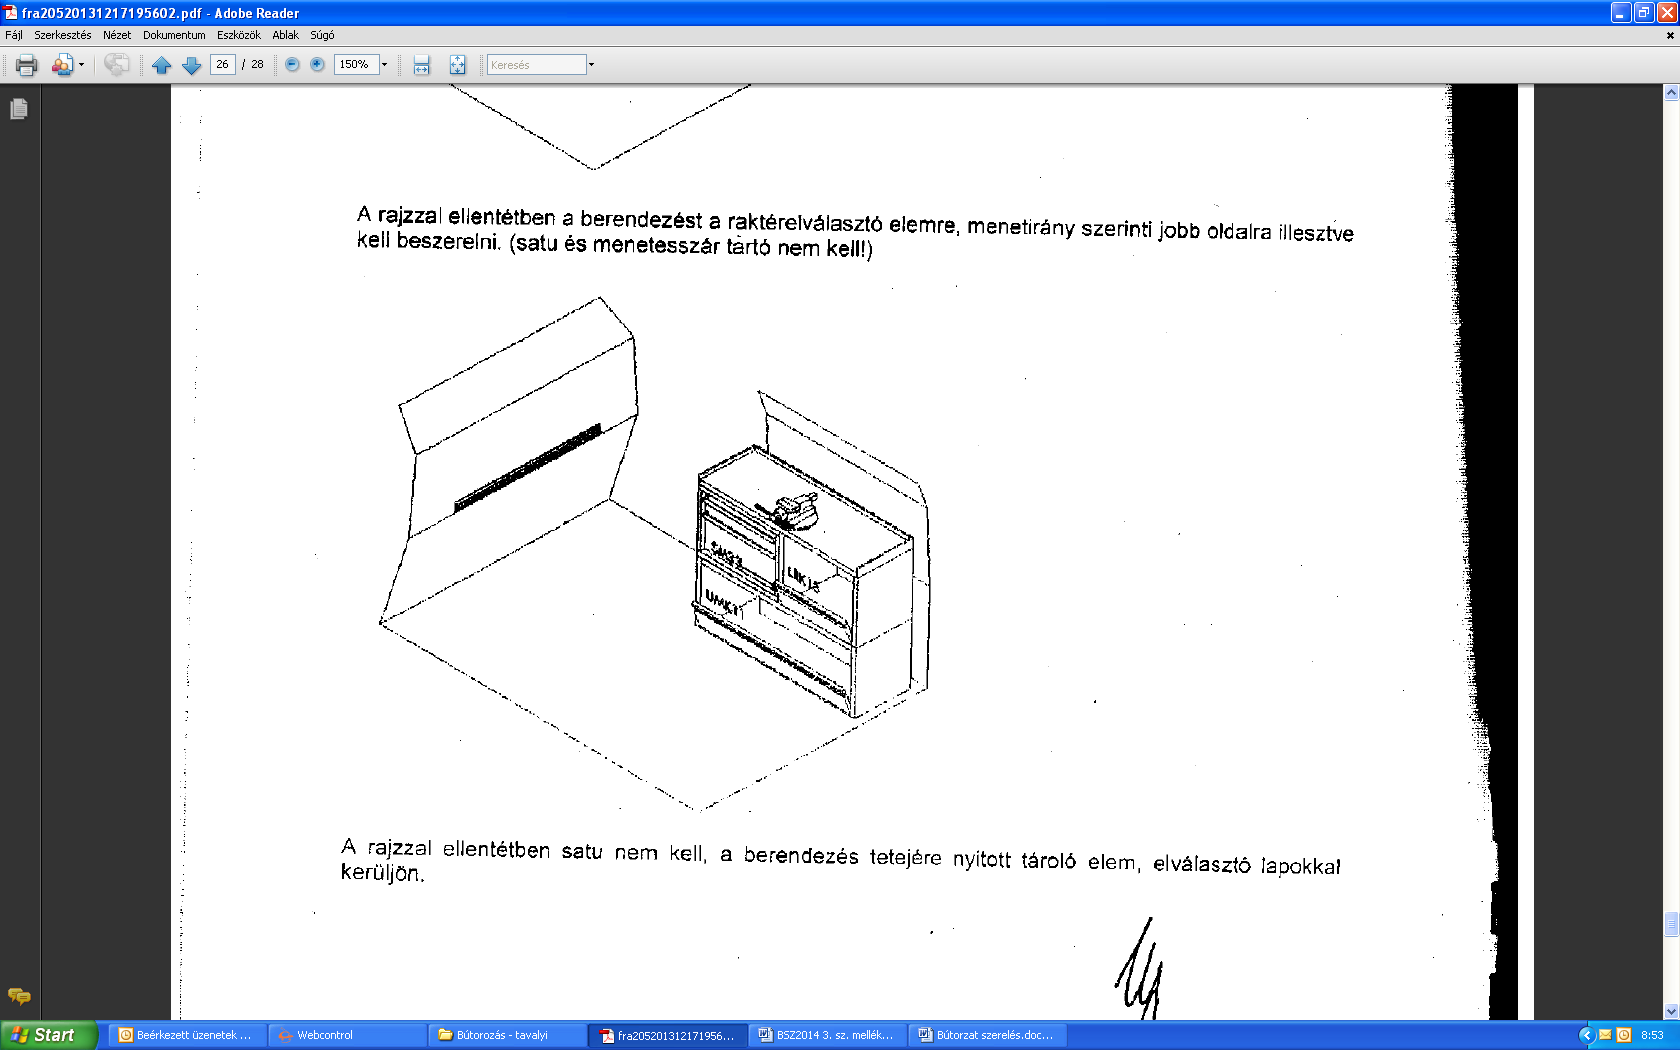 fra20520131217195602.pdf - Adobe Reader
Fájl Szerkesztés Nézet Dokumentum Eszközök Ablak Súgó
26 / 28 150% Keresés
A rajzzal ellentétben a berendezést a raktérelválasztó elemre, menetirány szerinti jobb oldalra illesztve
kell beszerelni. (satu és menetesszár tartó nem kell!)
A rajzzal ellentétben satu nem kell, a berendezés tetejére nyitott tároló elem, elválasztó lapokkal
kerüljön.
Start Beérkezett üzenetek ... Webcontrol Bútorozás - tavalyi fra205201312171956... BSZ2014 3. sz. mellék... Bútorzat szerelés.doc... 8:53